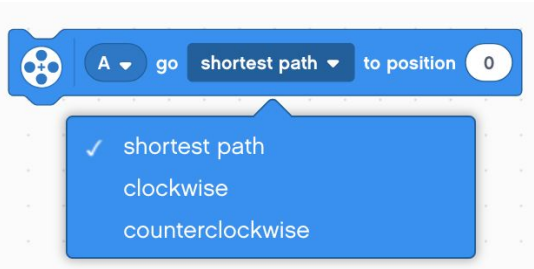 A go shortest path to position 0
shortest path
clockwise
counterclockwise